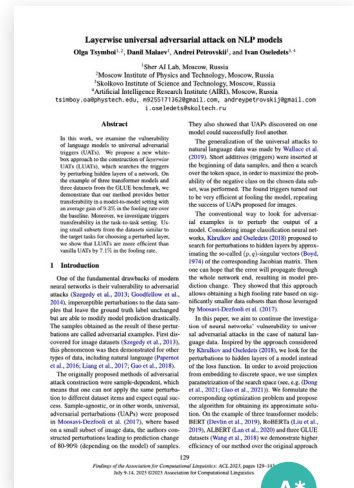 Layerwise universal adversarial attack on NLP models
Olga Tsymboi1, 2, Danil Malaev1, Andrei Petrovskii1, and Ivan Oseledets3, 4
1Sber AI Lab, Moscow, Russia
2Moscow Institute of Physics and Technology, Moscow, Russia
3Skolkovo Institute of Science and Technology, Moscow, Russia
4Artificial Intelligence Research Institute (AIRI), Moscow, Russia
tsimboy.oa@phystech.edu, m9255171362@gmail.com, andreypetrovskij@gmail.com
i.oseledets@skoltech.ru
Abstract
In this work, we examine the vulnerability
of language models to universal adversarial
triggers (UATs). We propose a new white-
box approach to the construction of layerwise
UATs (LUATs), which searches the triggers
by perturbing hidden layers of a network. On
the example of three transformer models and
three datasets from the GLUE benchmark, we
demonstrate that our method provides better
transferability in a model-to-model setting with
an average gain of 9.3% in the fooling rate over
the baseline. Moreover, we investigate triggers
transferability in the task-to-task setting. Us-
ing small subsets from the datasets similar to
the target tasks for choosing a perturbed layer,
we show that LUATs are more efficient than
vanilla UATs by 7.1% in the fooling rate.
1 Introduction
One of the fundamental drawbacks of modern
neural networks is their vulnerability to adversarial
attacks (Szegedy et al., 2013; Goodfellow et al.,
2014), imperceptible perturbations to the data sam-
ples that leave the ground truth label unchanged
but are able to modify model prediction drastically.
The samples obtained as the result of these pertur-
bations are called adversarial examples. First dis-
covered for image datasets (Szegedy et al., 2013),
this phenomenon was then demonstrated for other
types of data, including natural language (Papernot
et al., 2016; Liang et al., 2017; Gao et al., 2018).
The originally proposed methods of adversarial
attack construction were sample-dependent, which
means that one can not apply the same perturba-
tion to different dataset items and expect equal suc-
cess. Sample-agnostic, or in other words, universal,
adversarial perturbations (UAPs) were proposed
in Moosavi-Dezfooli et al. (2017), where based
on a small subset of image data, the authors con-
structed perturbations leading to prediction change
of 80-90% (depending on the model) of samples.
They also showed that UAPs discovered on one
model could successfully fool another.
The generalization of the universal attacks to
natural language data was made by Wallace et al.
(2019). Short additives (triggers) were inserted at
the beginning of data samples, and then a search
over the token space, in order to maximize the prob-
ability of the negative class on the chosen data sub-
set, was performed. The found triggers turned out
to be very efficient at fooling the model, repeating
the success of UAPs proposed for images.
The conventional way to look for adversar-
ial examples is to perturb the output of a
model. Considering image classification neural net-
works, Khrulkov and Oseledets (2018) proposed to
search for perturbations to hidden layers by approx-
imating the so-called (p, q)-singular vectors (Boyd,
1974) of the corresponding Jacobian matrix. Then
one can hope that the error will propagate through
the whole network end, resulting in model pre-
diction change. They showed that this approach
allows obtaining a high fooling rate based on sig-
nificantly smaller data subsets than those leveraged
by Moosavi-Dezfooli et al. (2017).
In this paper, we aim to continue the investiga-
tion of neural networks' vulnerability to univer-
sal adversarial attacks in the case of natural lan-
guage data. Inspired by the approach considered
by Khrulkov and Oseledets (2018), we look for the
perturbations to hidden layers of a model instead
of the loss function. In order to avoid projection
from embedding to discrete space, we use simplex
parametrization of the search space (see, e.g. (Dong
et al., 2021; Guo et al., 2021)). We formulate the
corresponding optimization problem and propose
the algorithm for obtaining its approximate solu-
tion. On the example of three transformer models:
BERT (Devlin et al., 2019), RoBERTa (Liu et al.,
2019), ALBERT (Lan et al., 2020) and three GLUE
datasets (Wang et al., 2018) we demonstrate higher
efficiency of our method over the original approach
129
Findings of the Association for Computational Linguistics: ACL 2023, pages 129–143
July 9-14, 2023 ©2023 Association for Computational Linguistics
A*